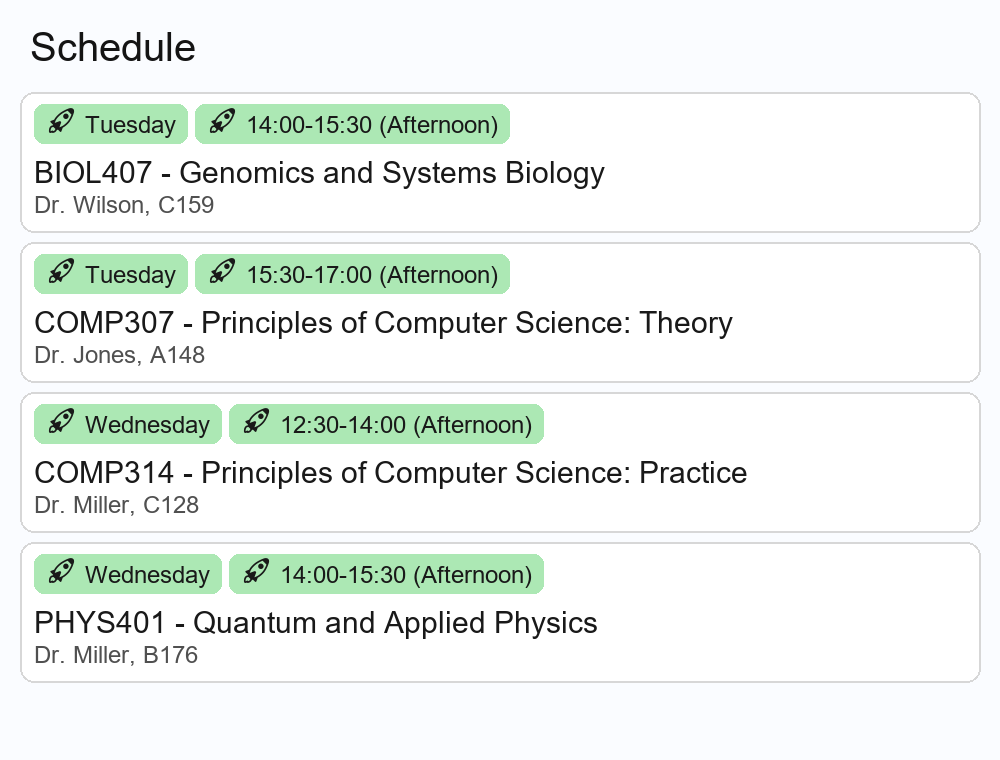 Schedule
Tuesday 14:00-15:30 (Afternoon)
BIOL407 - Genomics and Systems Biology
Dr. Wilson, C159
Tuesday 15:30-17:00 (Afternoon)
COMP307 - Principles of Computer Science: Theory
Dr. Jones, A148
Wednesday 12:30-14:00 (Afternoon)
COMP314 - Principles of Computer Science: Practice
Dr. Miller, C128
Wednesday 14:00-15:30 (Afternoon)
PHYS401 - Quantum and Applied Physics
Dr. Miller, B176